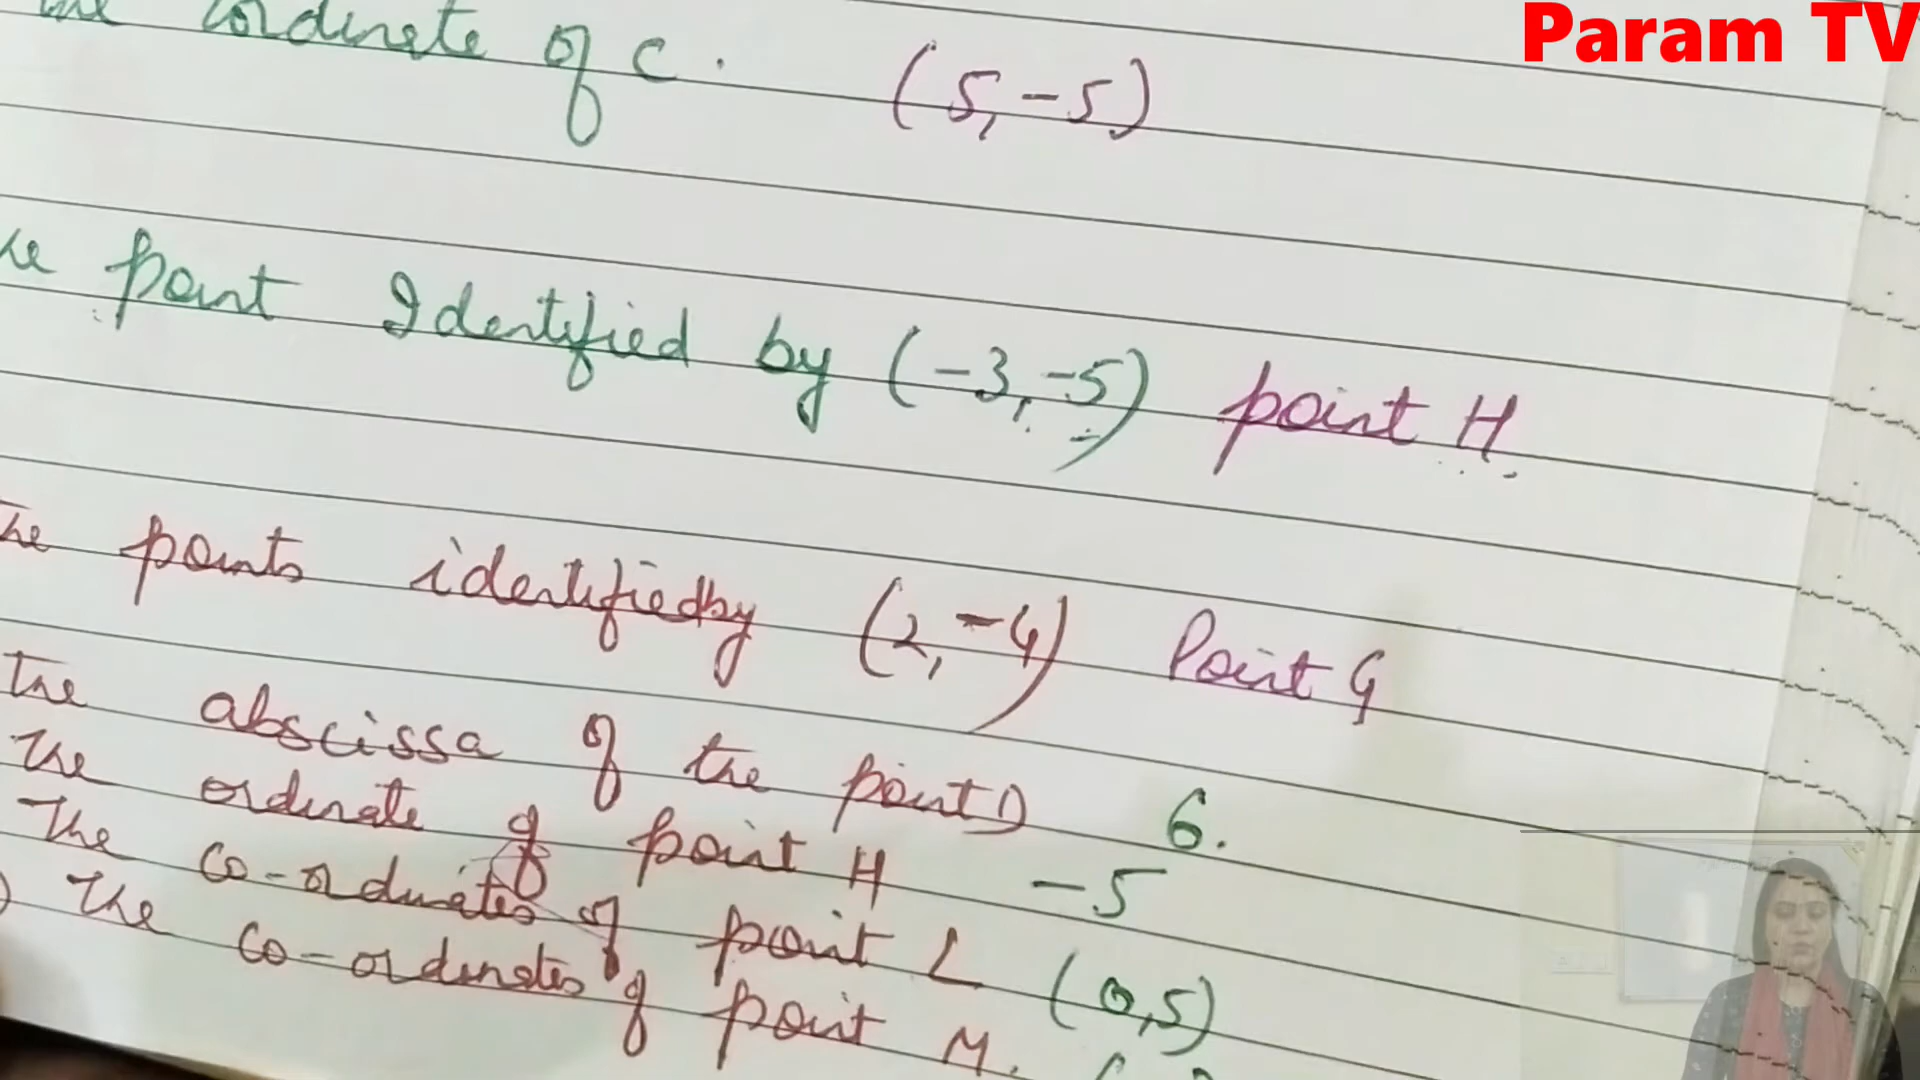 Param TV
cordinate of C. (5, -5)
point Identified by (-3, -5) point H.
The points identified by (2, -4) Point G
The abscissa of the point D 6.
The ordinate of point H -5
The co-ordinates of point L (0,5)
The co-ordinates of point M.